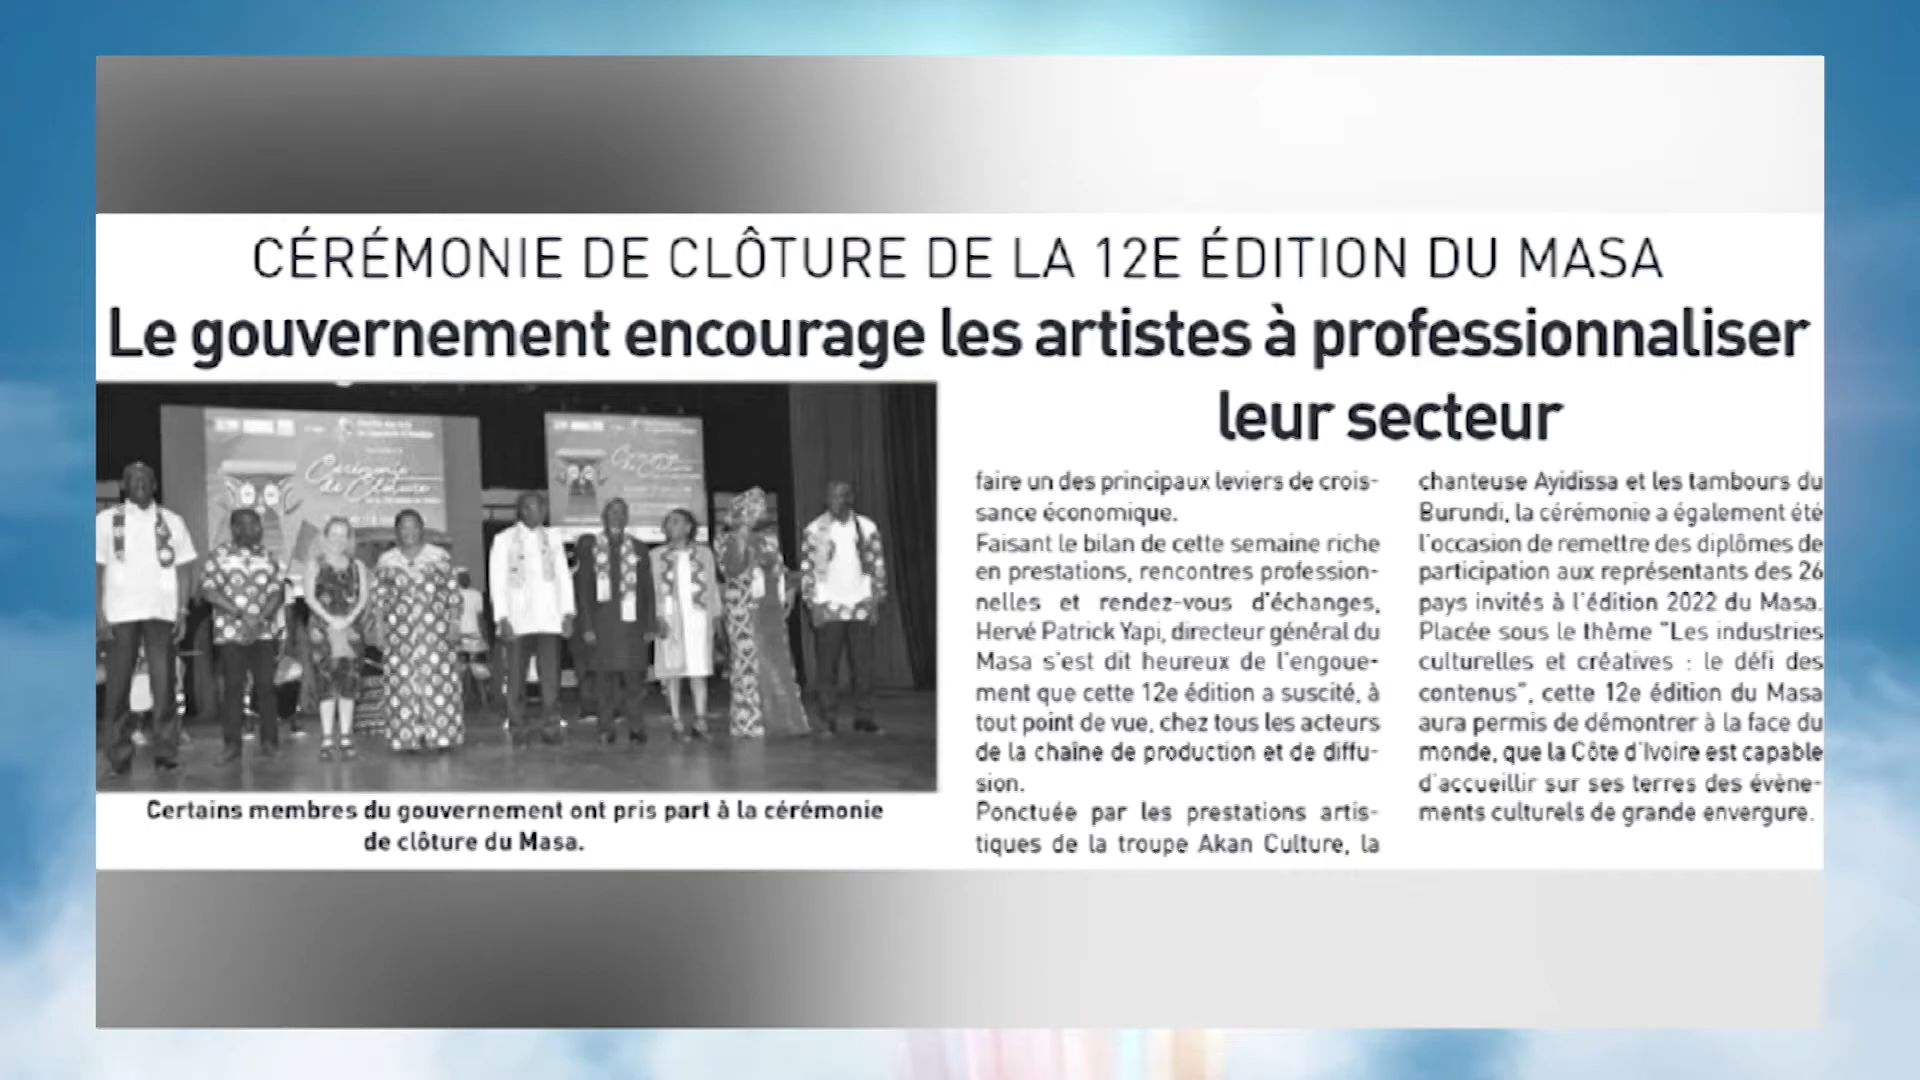 CÉRÉMONIE DE CLÔTURE DE LA 12E ÉDITION DU MASA
Le gouvernement encourage les artistes à professionnaliser
leur secteur
Cérémonie
de Clôture
Cérémonie
de Clôture
Certains membres du gouvernement ont pris part à la cérémonie
de clôture du Masa.
faire un des principaux leviers de crois-
sance économique.
Faisant le bilan de cette semaine riche
en prestations, rencontres profession-
nelles et rendez-vous d'échanges,
Hervé Patrick Yapi, directeur général du
Masa s'est dit heureux de l'engoue-
ment que cette 12e édition a suscité, à
tout point de vue, chez tous les acteurs
de la chaîne de production et de diffu-
sion.
Ponctuée par les prestations artis-
tiques de la troupe Akan Culture, la
chanteuse Ayidissa et les tambours du
Burundi, la cérémonie a également été
l'occasion de remettre des diplômes de
participation aux représentants des 26
pays invités à l'édition 2022 du Masa.
Placée sous le thème "Les industries
culturelles et créatives : le défi des
contenus", cette 12e édition du Masa
aura permis de démontrer à la face du
monde, que la Côte d'Ivoire est capable
d'accueillir sur ses terres des évène-
ments culturels de grande envergure.